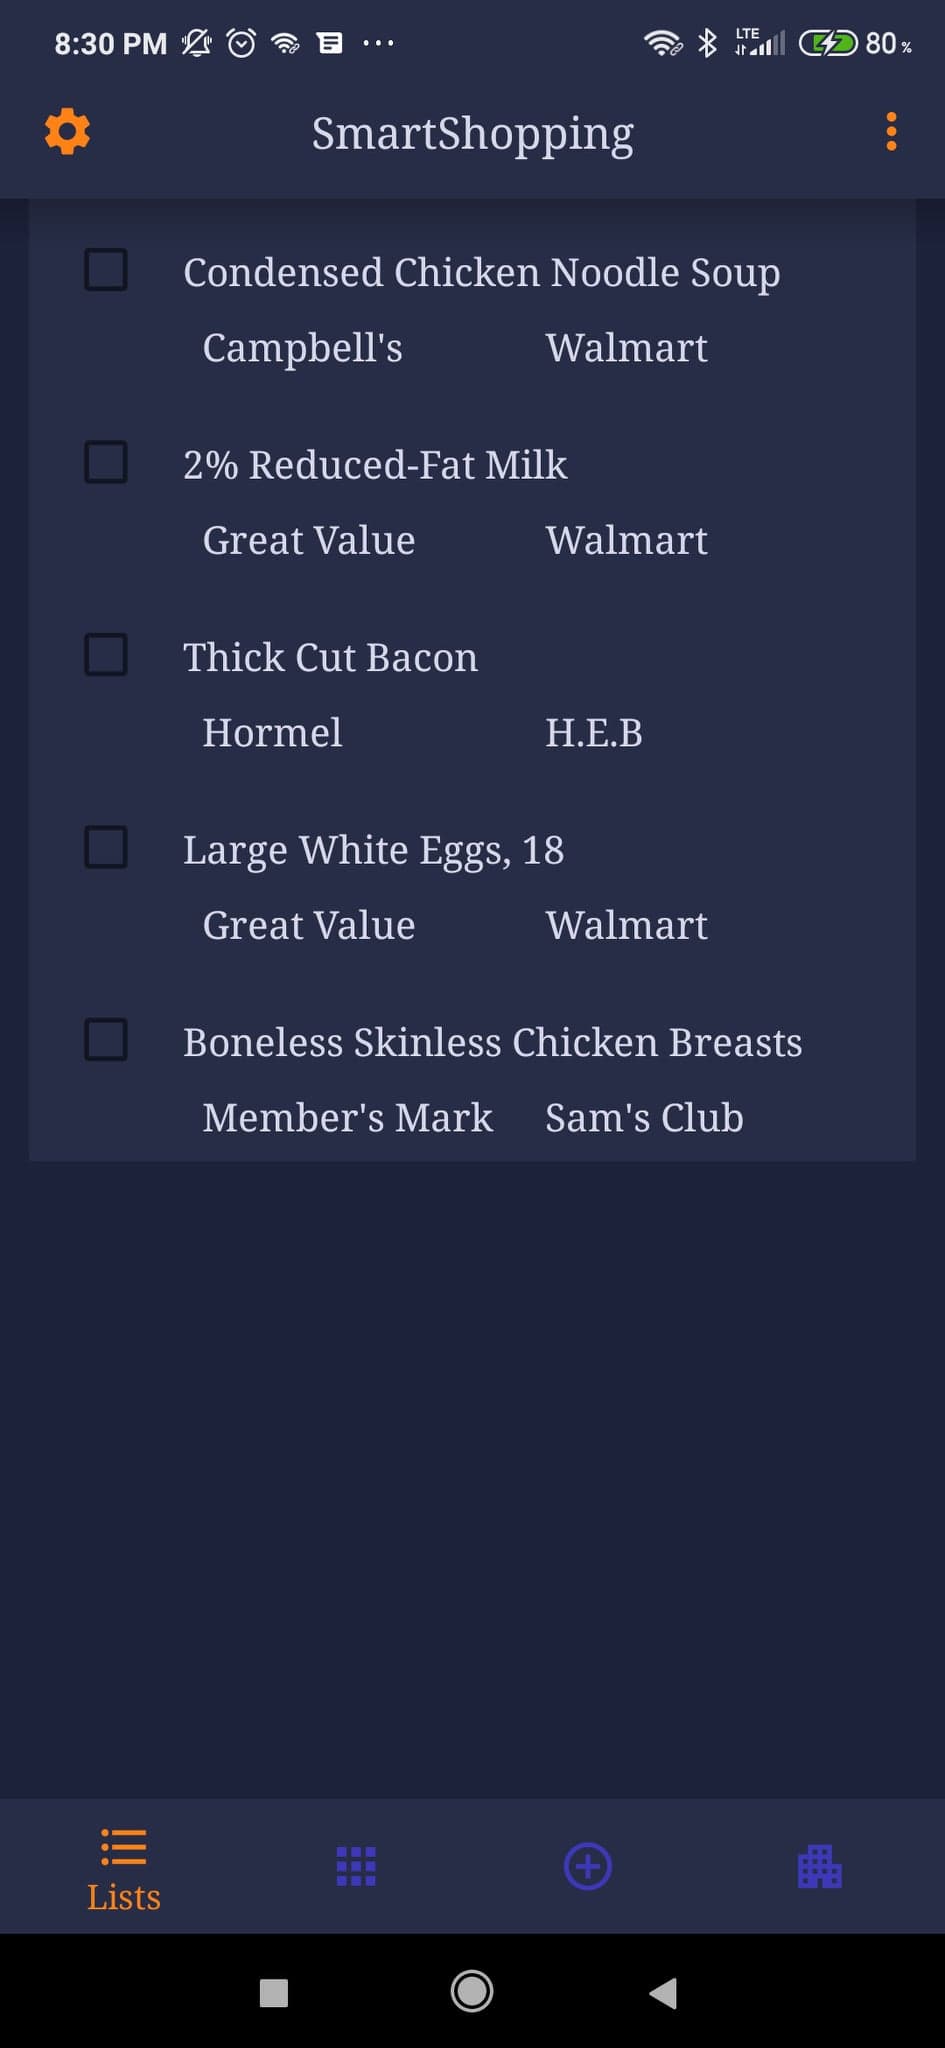 8:30 PM
LTE
80 %
SmartShopping
Condensed Chicken Noodle Soup
Campbell's Walmart
2% Reduced-Fat Milk
Great Value Walmart
Thick Cut Bacon
Hormel H.E.B
Large White Eggs, 18
Great Value Walmart
Boneless Skinless Chicken Breasts
Member's Mark Sam's Club
Lists